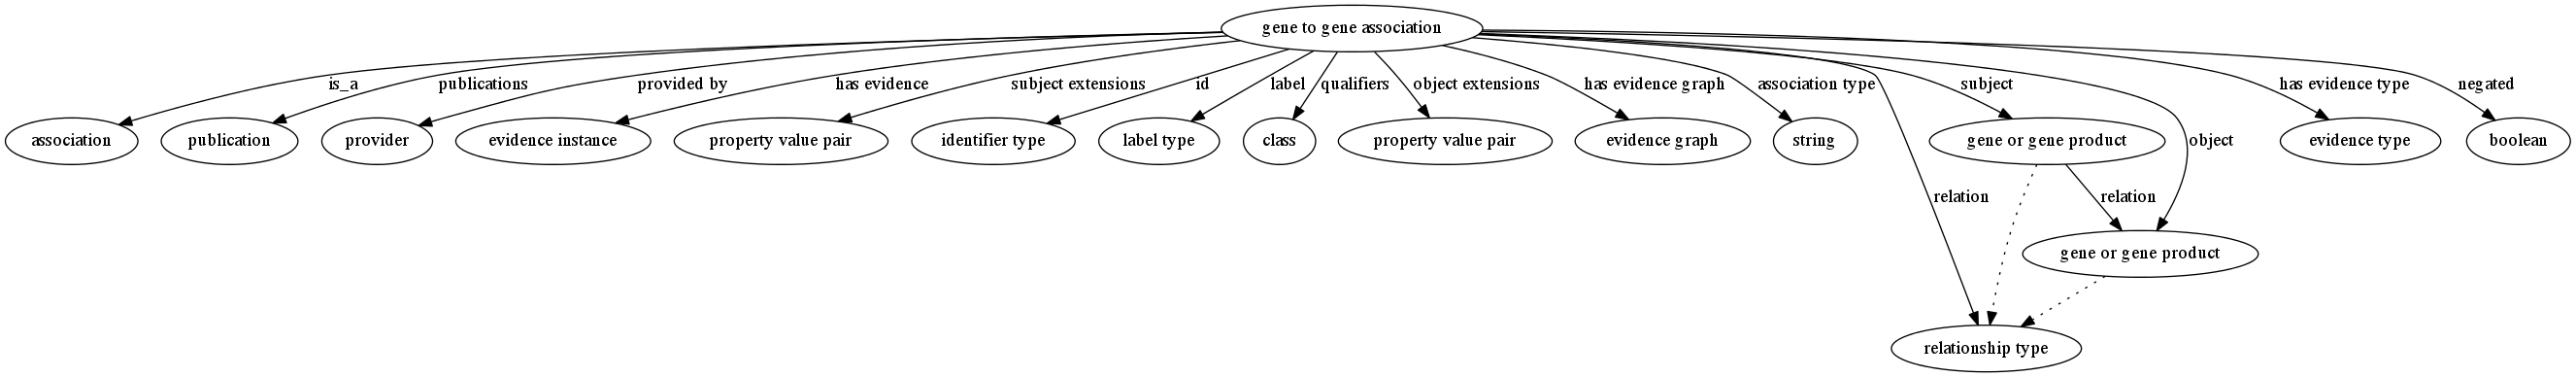 gene to gene association
is_a
publications
provided by
has evidence
subject extensions
id
label
qualifiers
object extensions
has evidence graph
association type
subject
has evidence type
negated
association
publication
provider
evidence instance
property value pair
identifier type
label type
class
property value pair
evidence graph
string
gene or gene product
object
evidence type
boolean
relation
relation
gene or gene product
relationship type